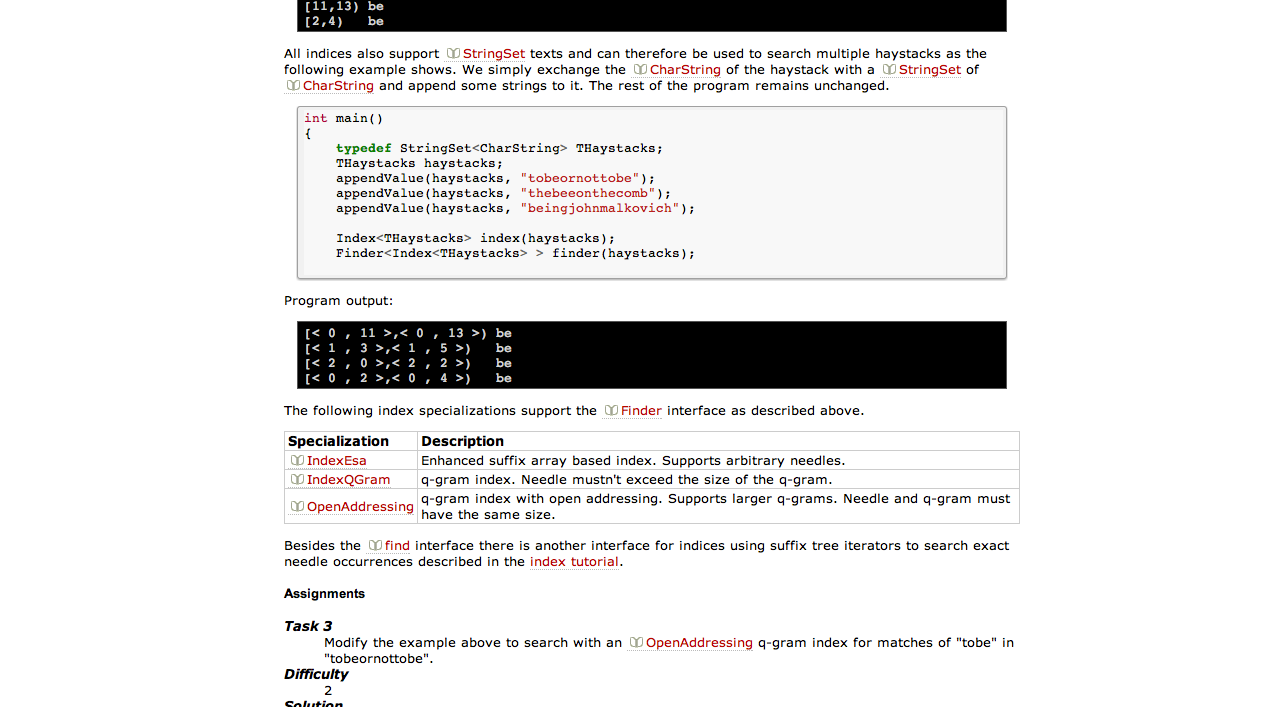 [11,13) be
[2,4)   be
All indices also support StringSet texts and can therefore be used to search multiple haystacks as the
following example shows. We simply exchange the CharString of the haystack with a StringSet of
CharString and append some strings to it. The rest of the program remains unchanged.
int main()
{
    typedef StringSet<CharString> THaystacks;
    THaystacks haystacks;
    appendValue(haystacks, "tobeornottobe");
    appendValue(haystacks, "thebeeonthecomb");
    appendValue(haystacks, "beingjohnmalkovich");
    Index<THaystacks> index(haystacks);
    Finder<Index<THaystacks> > finder(haystacks);
Program output:
[< 0 , 11 >,< 0 , 13 >) be
[< 1 , 3 >,< 1 , 5 >)   be
[< 2 , 0 >,< 2 , 2 >)   be
[< 0 , 2 >,< 0 , 4 >)   be
The following index specializations support the Finder interface as described above.
Specialization Description
IndexEsa Enhanced suffix array based index. Supports arbitrary needles.
IndexQGram q-gram index. Needle mustn't exceed the size of the q-gram.
OpenAddressing q-gram index with open addressing. Supports larger q-grams. Needle and q-gram must
have the same size.
Besides the find interface there is another interface for indices using suffix tree iterators to search exact
needle occurrences described in the index tutorial.
Assignments
Task 3
Modify the example above to search with an OpenAddressing q-gram index for matches of "tobe" in
"tobeornottobe".
Difficulty
2
Solution